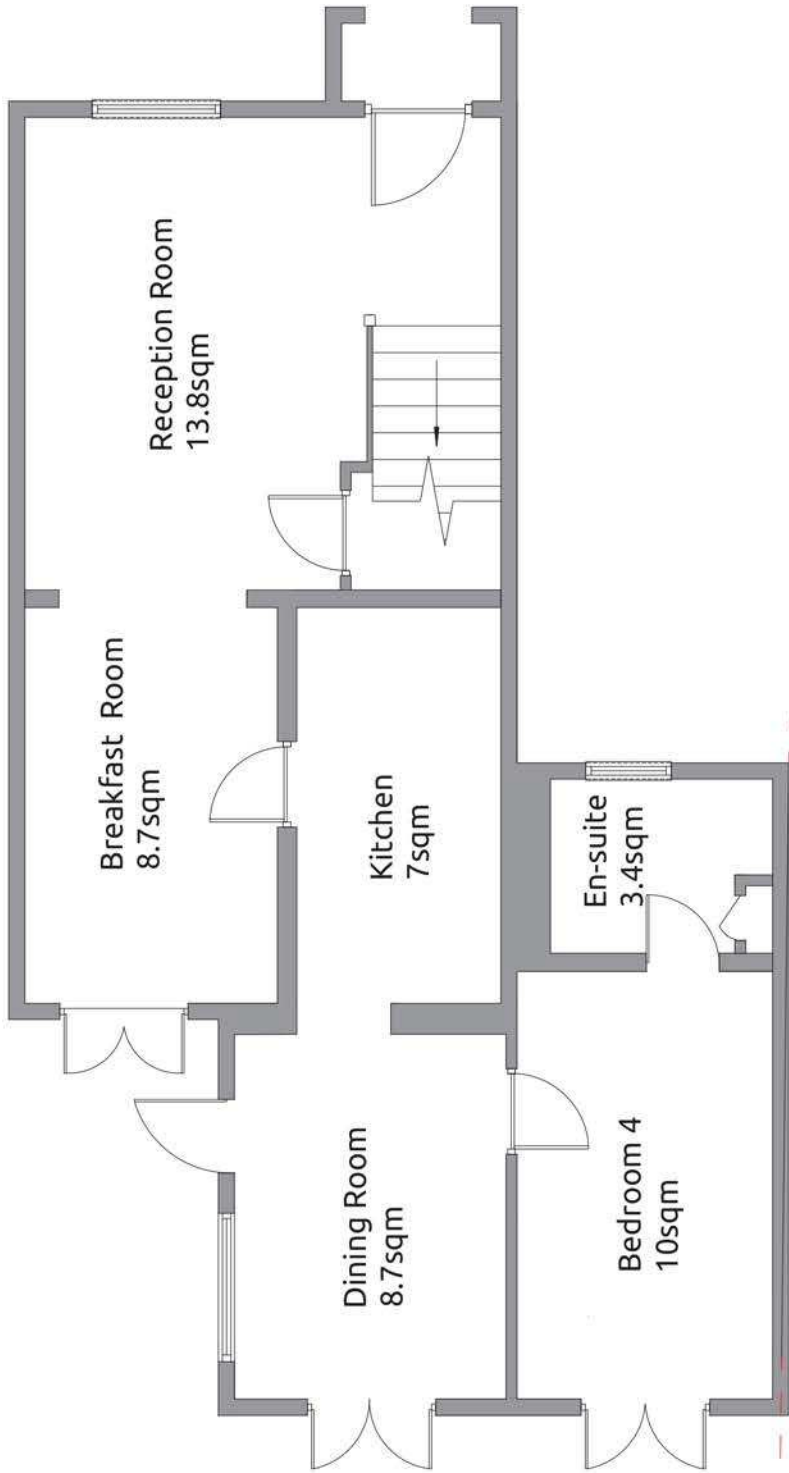 Reception Room
13.8sqm
Breakfast Room
8.7sqm
Kitchen
7sqm
En-suite
3.4sqm
Dining Room
8.7sqm
Bedroom 4
10sqm